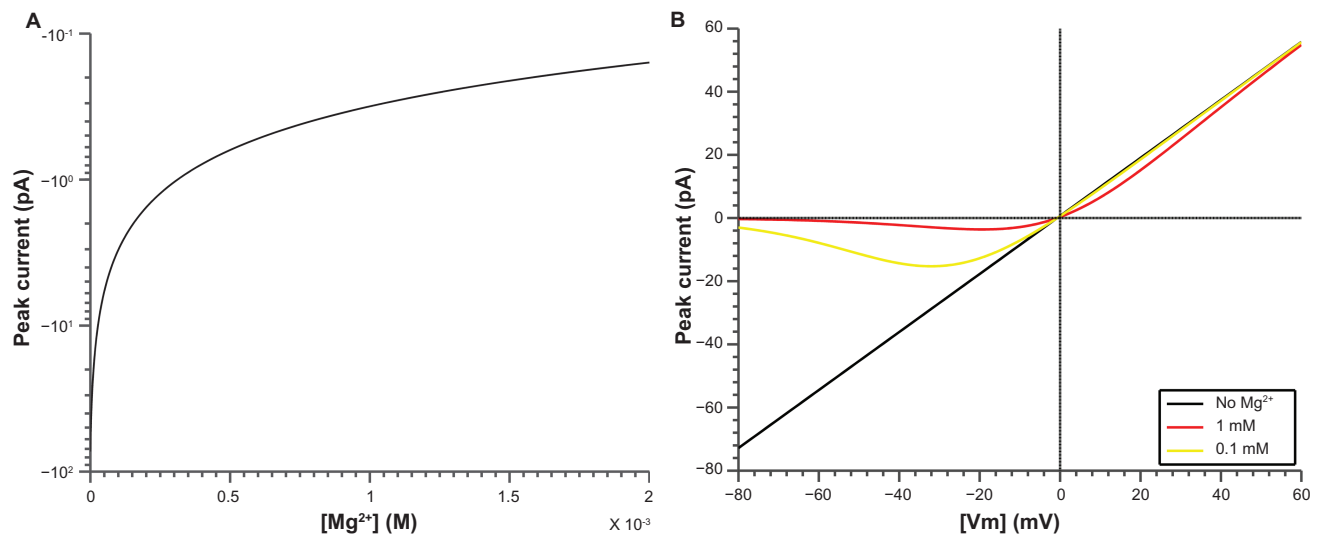 A
-10⁻¹
−10⁰
−10¹
−10²
Peak current (pA)
0
0.5
1
1.5
2
[Mg²⁺] (M)
X 10⁻³
B
60
40
20
0
−20
−40
−60
−80
Peak current (pA)
−80
−60
−40
−20
0
20
40
60
[Vm] (mV)
No Mg²⁺
1 mM
0.1 mM